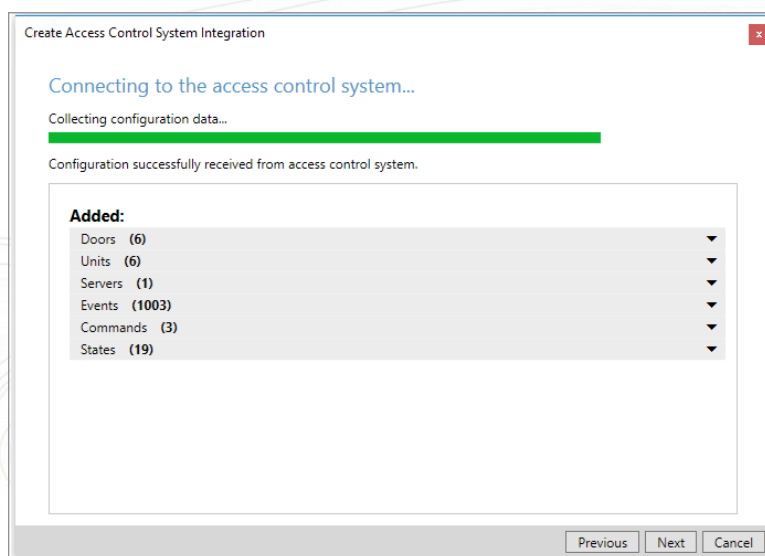 Create Access Control System Integration
x
Connecting to the access control system...
Collecting configuration data...
Configuration successfully received from access control system.
Added:
Doors (6)
Units (6)
Servers (1)
Events (1003)
Commands (3)
States (19)
Previous Next Cancel